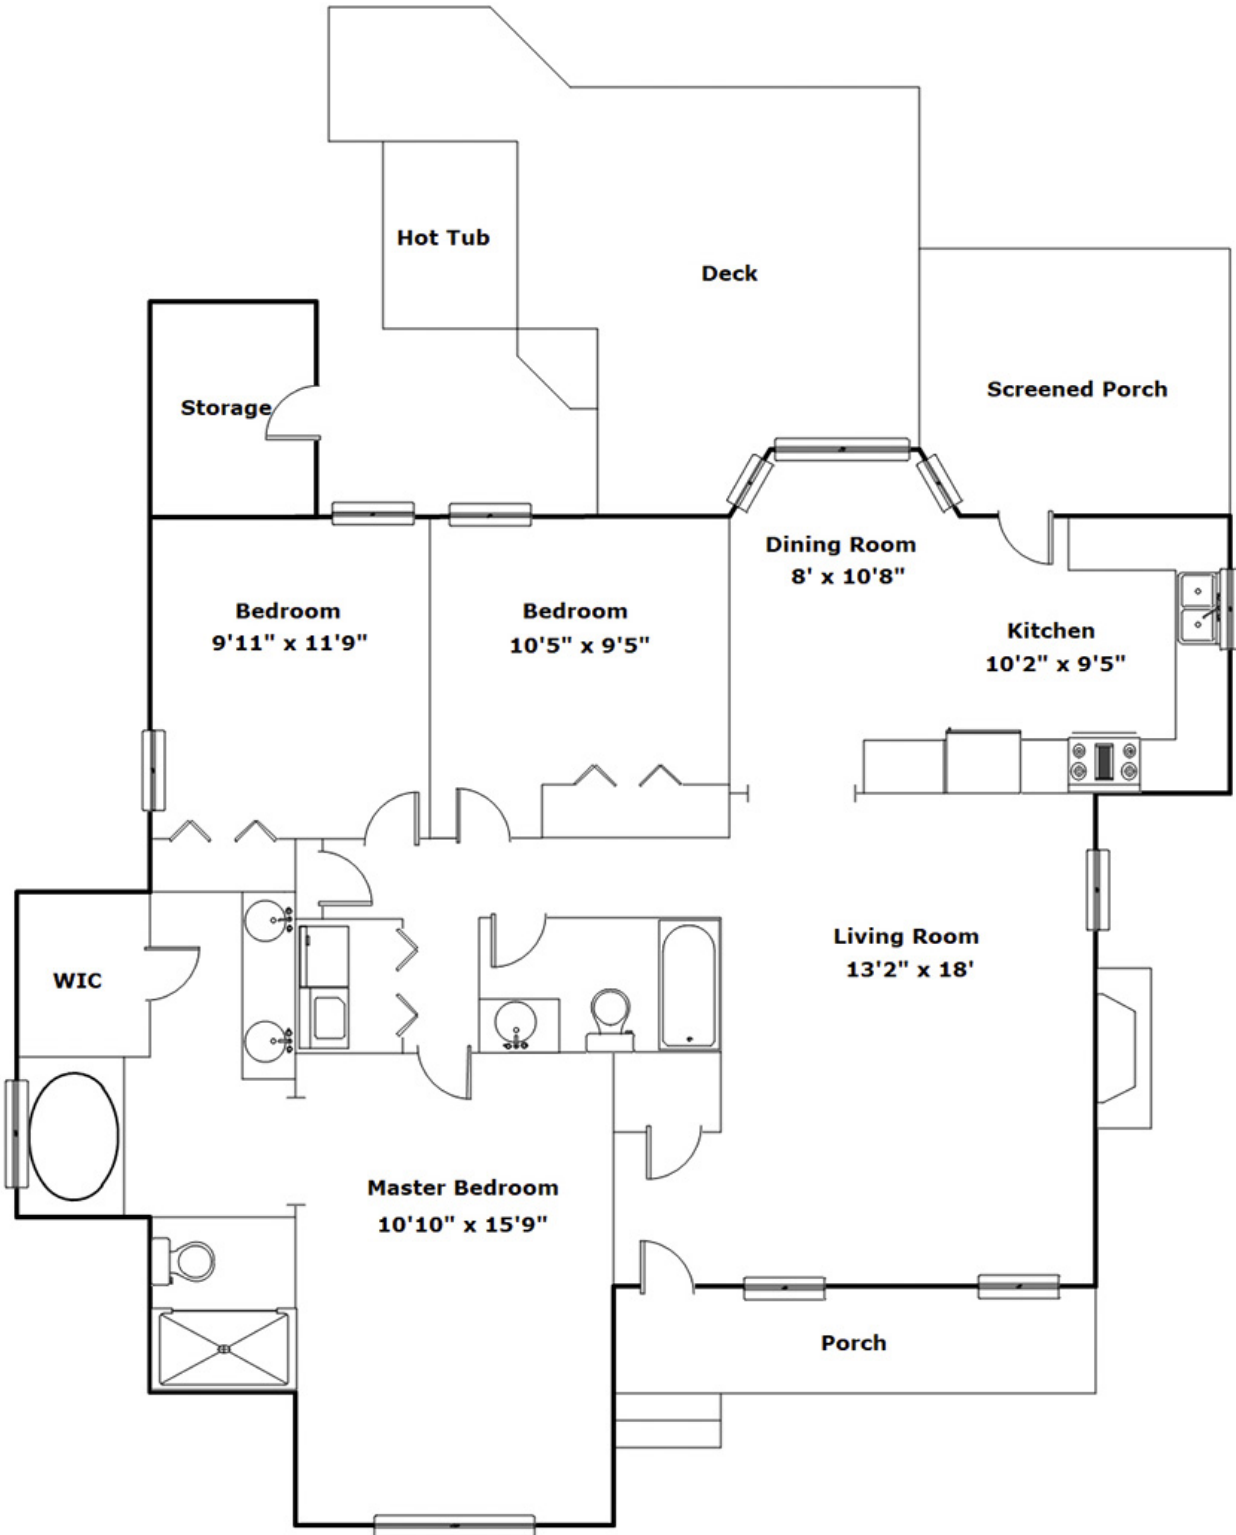 Hot Tub
Deck
Screened Porch
Storage
Dining Room
8' x 10'8"
Bedroom
9'11" x 11'9"
Bedroom
10'5" x 9'5"
Kitchen
10'2" x 9'5"
Living Room
13'2" x 18'
WIC
Master Bedroom
10'10" x 15'9"
Porch